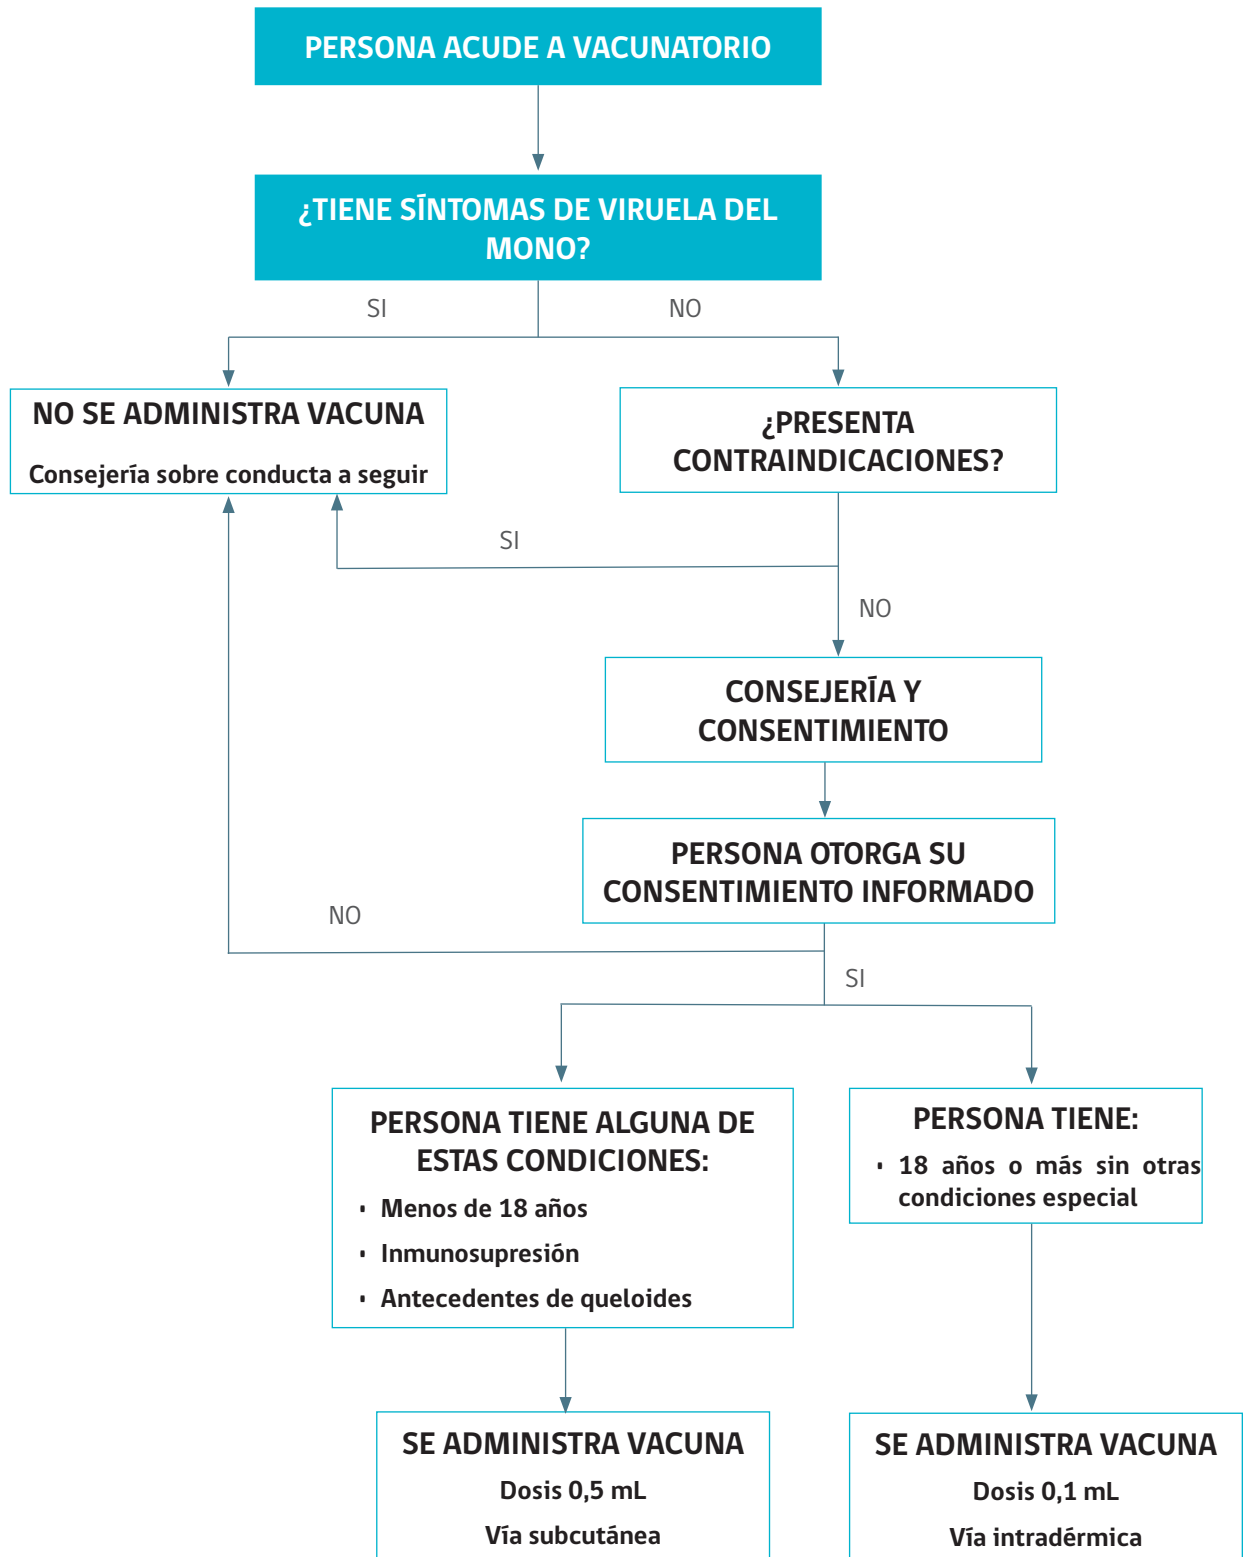 PERSONA ACUDE A VACUNATORIO
¿TIENE SÍNTOMAS DE VIRUELA DEL
MONO?
SI
NO
NO SE ADMINISTRA VACUNA
Consejería sobre conducta a seguir
¿PRESENTA
CONTRAINDICACIONES?
SI
NO
CONSEJERÍA Y
CONSENTIMIENTO
PERSONA OTORGA SU
CONSENTIMIENTO INFORMADO
NO
SI
PERSONA TIENE ALGUNA DE
ESTAS CONDICIONES:
• Menos de 18 años
• Inmunosupresión
• Antecedentes de queloides
PERSONA TIENE:
• 18 años o más sin otras
condiciones especial
SE ADMINISTRA VACUNA
Dosis 0,5 mL
Vía subcutánea
SE ADMINISTRA VACUNA
Dosis 0,1 mL
Vía intradérmica